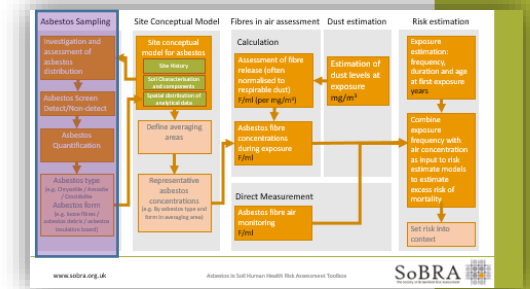 Asbestos Sampling
Investigation and
assessment of
asbestos
distribution
Asbestos Screen
Detect/Non-detect
Asbestos
Quantification
Asbestos type
(e.g. Chrysotile / Amosite
/ Crocidolite)
Asbestos form
(e.g. loose fibres /
asbestos debris / asbestos
insulation board)
Site Conceptual Model
Site conceptual
model for asbestos
Site History
Soil Characterisation
and components
Spatial distribution of
analytical data
Define averaging
areas
Representative
asbestos
concentrations
(e.g. By asbestos type and
form in averaging area)
Fibres in air assessment
Calculation
Assessment of fibre
release (often
normalised to
respirable dust)
F/ml (per mg/m³)
Asbestos fibre
concentrations
during exposure
F/ml
Direct Measurement
Asbestos fibre air
monitoring
F/ml
Dust estimation
Estimation of
dust levels at
exposure
mg/m³
Risk estimation
Exposure
estimation:
frequency,
duration and age
at first exposure
years
Combine
exposure
frequency with
air concentration
as input to risk
estimate models
to estimate
excess risk of
mortality
Set risk into
context
www.sobra.org.uk
Asbestos in Soil Human Health Risk Assessment Toolbox
SoBRA
The Society of Brownfield Risk Assessment